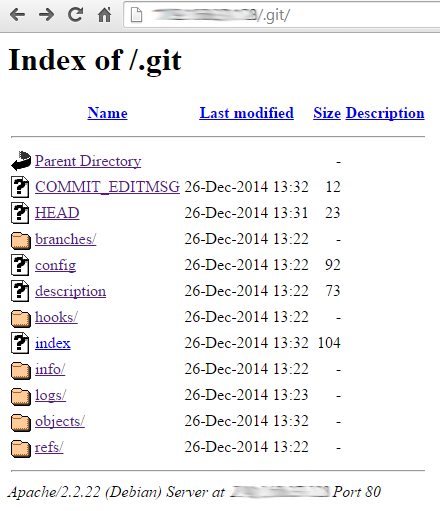 /.git/
Index of /.git
Name Last modified Size Description
Parent Directory -
COMMIT_EDITMSG 26-Dec-2014 13:32 12
HEAD 26-Dec-2014 13:31 23
branches/ 26-Dec-2014 13:22 -
config 26-Dec-2014 13:22 92
description 26-Dec-2014 13:22 73
hooks/ 26-Dec-2014 13:22 -
index 26-Dec-2014 13:32 104
info/ 26-Dec-2014 13:22 -
logs/ 26-Dec-2014 13:23 -
objects/ 26-Dec-2014 13:32 -
refs/ 26-Dec-2014 13:22 -
Apache/2.2.22 (Debian) Server at Port 80